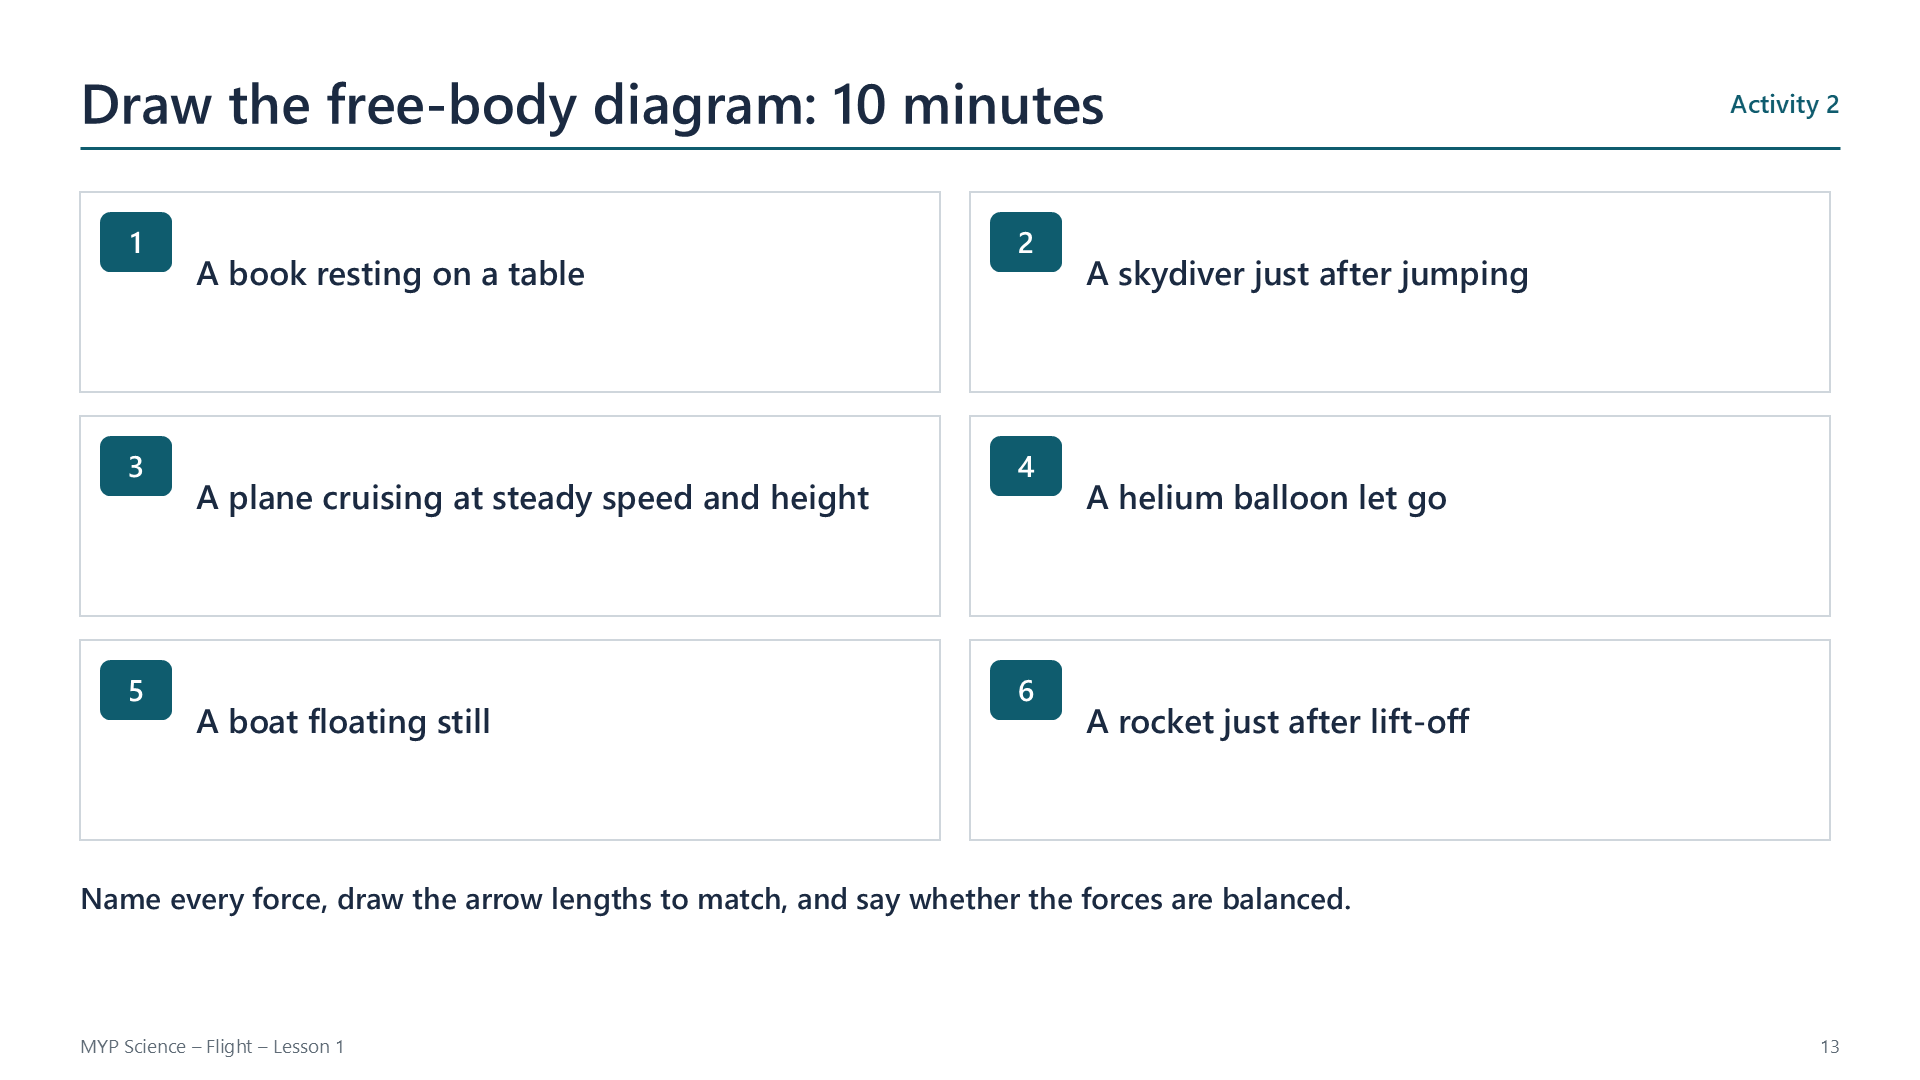 Draw the free-body diagram: 10 minutes
Activity 2
1
A book resting on a table
2
A skydiver just after jumping
3
A plane cruising at steady speed and height
4
A helium balloon let go
5
A boat floating still
6
A rocket just after lift-off
Name every force, draw the arrow lengths to match, and say whether the forces are balanced.
MYP Science – Flight – Lesson 1
13